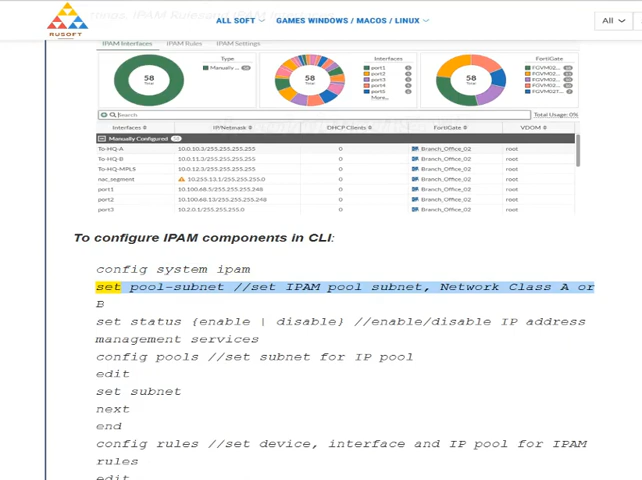 ALL SOFT GAMES WINDOWS / MACOS / LINUX All
RUSOFT
IPAM Interfaces IPAM Rules IPAM Settings
Type Interfaces FortiGate
58 Total
Manually ...
58 Total
port1
port2
port3
port4
port5
More...
58 Total
FGVM02...
FGVM02...
FGVM02...
FGVM02...
FGVM02T...
Search Total Usage: 0%
Interfaces IP/Netmask DHCP Clients FortiGate VDOM
Manually Configured
To-HQ-A 10.0.10.3/255.255.255.255 0 Branch_Office_02 root
To-HQ-B 10.0.11.3/255.255.255.255 0 Branch_Office_02 root
To-HQ-MPLS 10.0.12.3/255.255.255.255 0 Branch_Office_02 root
nac_segment 10.255.13.1/255.255.255.0 0 Branch_Office_02 root
port1 10.100.68.5/255.255.255.248 0 Branch_Office_02 root
port2 10.100.68.13/255.255.255.248 0 Branch_Office_02 root
port3 10.2.0.1/255.255.255.0 0 Branch_Office_02 root
To configure IPAM components in CLI:
config system ipam
set pool-subnet //set IPAM pool subnet, Network Class A or
B
set status {enable | disable} //enable/disable IP address
management services
config pools //set subnet for IP pool
edit
set subnet
next
end
config rules //set device, interface and IP pool for IPAM
rules
edit